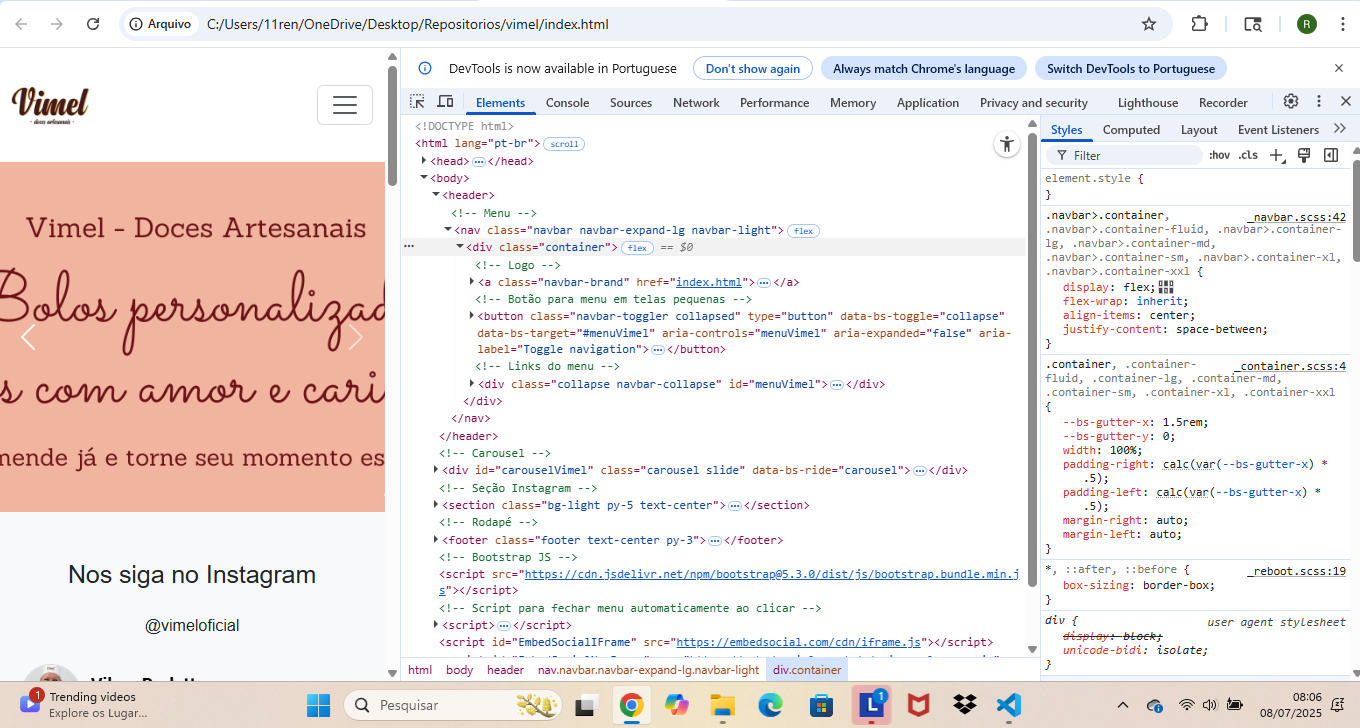 Arquivo
C:/Users/11ren/OneDrive/Desktop/Repositorios/vimel/index.html
R
Vimel
- doces artesanais -
Vimel - Doces Artesanais
Bolos personalizad
s com amor e cari
mende já e torne seu momento es
Nos siga no Instagram
@vimeloficial
DevTools is now available in Portuguese
Don't show again
Always match Chrome's language
Switch DevTools to Portuguese
Elements Console Sources Network Performance Memory Application Privacy and security Lighthouse Recorder
<!DOCTYPE html>
<html lang="pt-br"> scroll
<head> ⋯ </head>
<body>
<header>
<!-- Menu -->
<nav class="navbar navbar-expand-lg navbar-light"> flex
<div class="container"> flex == $0
<!-- Logo -->
<a class="navbar-brand" href="index.html"> ⋯ </a>
<!-- Botão para menu em telas pequenas -->
<button class="navbar-toggler collapsed" type="button" data-bs-toggle="collapse"
data-bs-target="#menuVimel" aria-controls="menuVimel" aria-expanded="false" aria-
label="Toggle navigation"> ⋯ </button>
<!-- Links do menu -->
<div class="collapse navbar-collapse" id="menuVimel"> ⋯ </div>
</div>
</nav>
</header>
<!-- Carousel -->
<div id="carouselVimel" class="carousel slide" data-bs-ride="carousel"> ⋯ </div>
<!-- Seção Instagram -->
<section class="bg-light py-5 text-center"> ⋯ </section>
<!-- Rodapé -->
<footer class="footer text-center py-3"> ⋯ </footer>
<!-- Bootstrap JS -->
<script src="https://cdn.jsdelivr.net/npm/bootstrap@5.3.0/dist/js/bootstrap.bundle.min.j
s"></script>
<!-- Script para fechar menu automaticamente ao clicar -->
<script> ⋯ </script>
<script id="EmbedSocialIFrame" src="https://embedsocial.com/cdn/iframe.js"></script>
html body header nav.navbar.navbar-expand-lg.navbar-light div.container
Styles Computed Layout Event Listeners
Filter
:hov .cls
element.style {
}
.navbar>.container, _navbar.scss:42
.navbar>.container-fluid, .navbar>.container-
lg, .navbar>.container-md,
.navbar>.container-sm, .navbar>.container-xl,
.navbar>.container-xxl {
display: flex;
flex-wrap: inherit;
align-items: center;
justify-content: space-between;
}
.container, .container- _container.scss:4
fluid, .container-lg, .container-md,
.container-sm, .container-xl, .container-xxl
{
--bs-gutter-x: 1.5rem;
--bs-gutter-y: 0;
width: 100%;
padding-right: calc(var(--bs-gutter-x) *
.5);
padding-left: calc(var(--bs-gutter-x) *
.5);
margin-right: auto;
margin-left: auto;
}
*, ::after, ::before { _reboot.scss:19
box-sizing: border-box;
}
div { user agent stylesheet
display: block;
unicode-bidi: isolate;
}
1
Trending videos
Explore os Lugar...
Pesquisar
L
1
08:06
08/07/2025